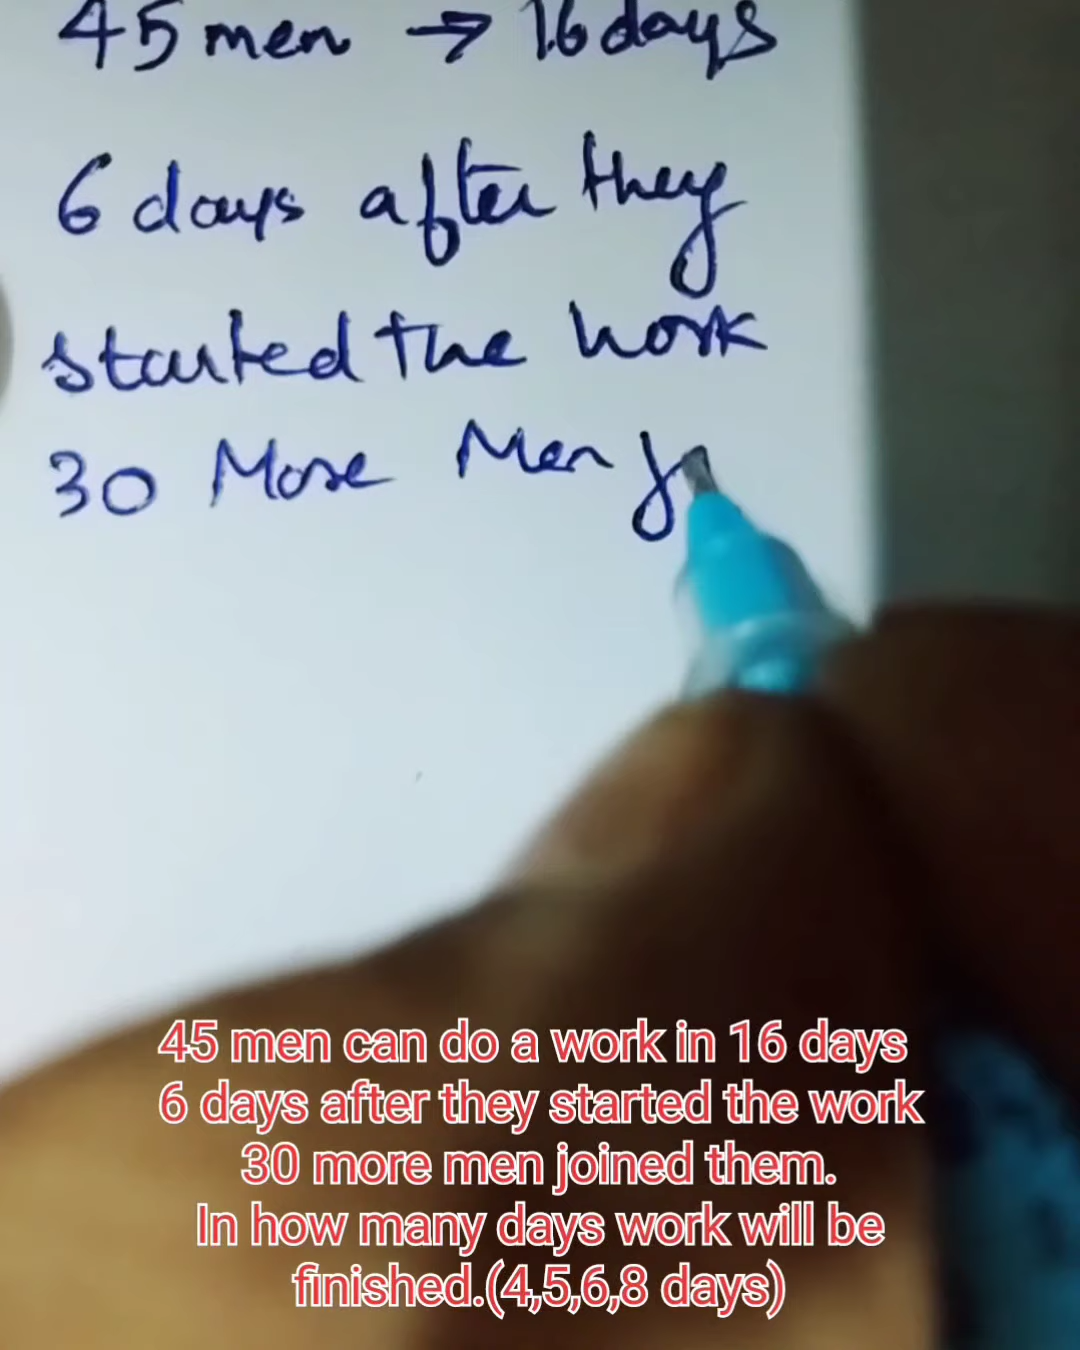 45 men → 16 days
6 days after they
started the work
30 More Men
45 men can do a work in 16 days
6 days after they started the work
30 more men joined them.
In how many days work will be
finished.(4,5,6,8 days)